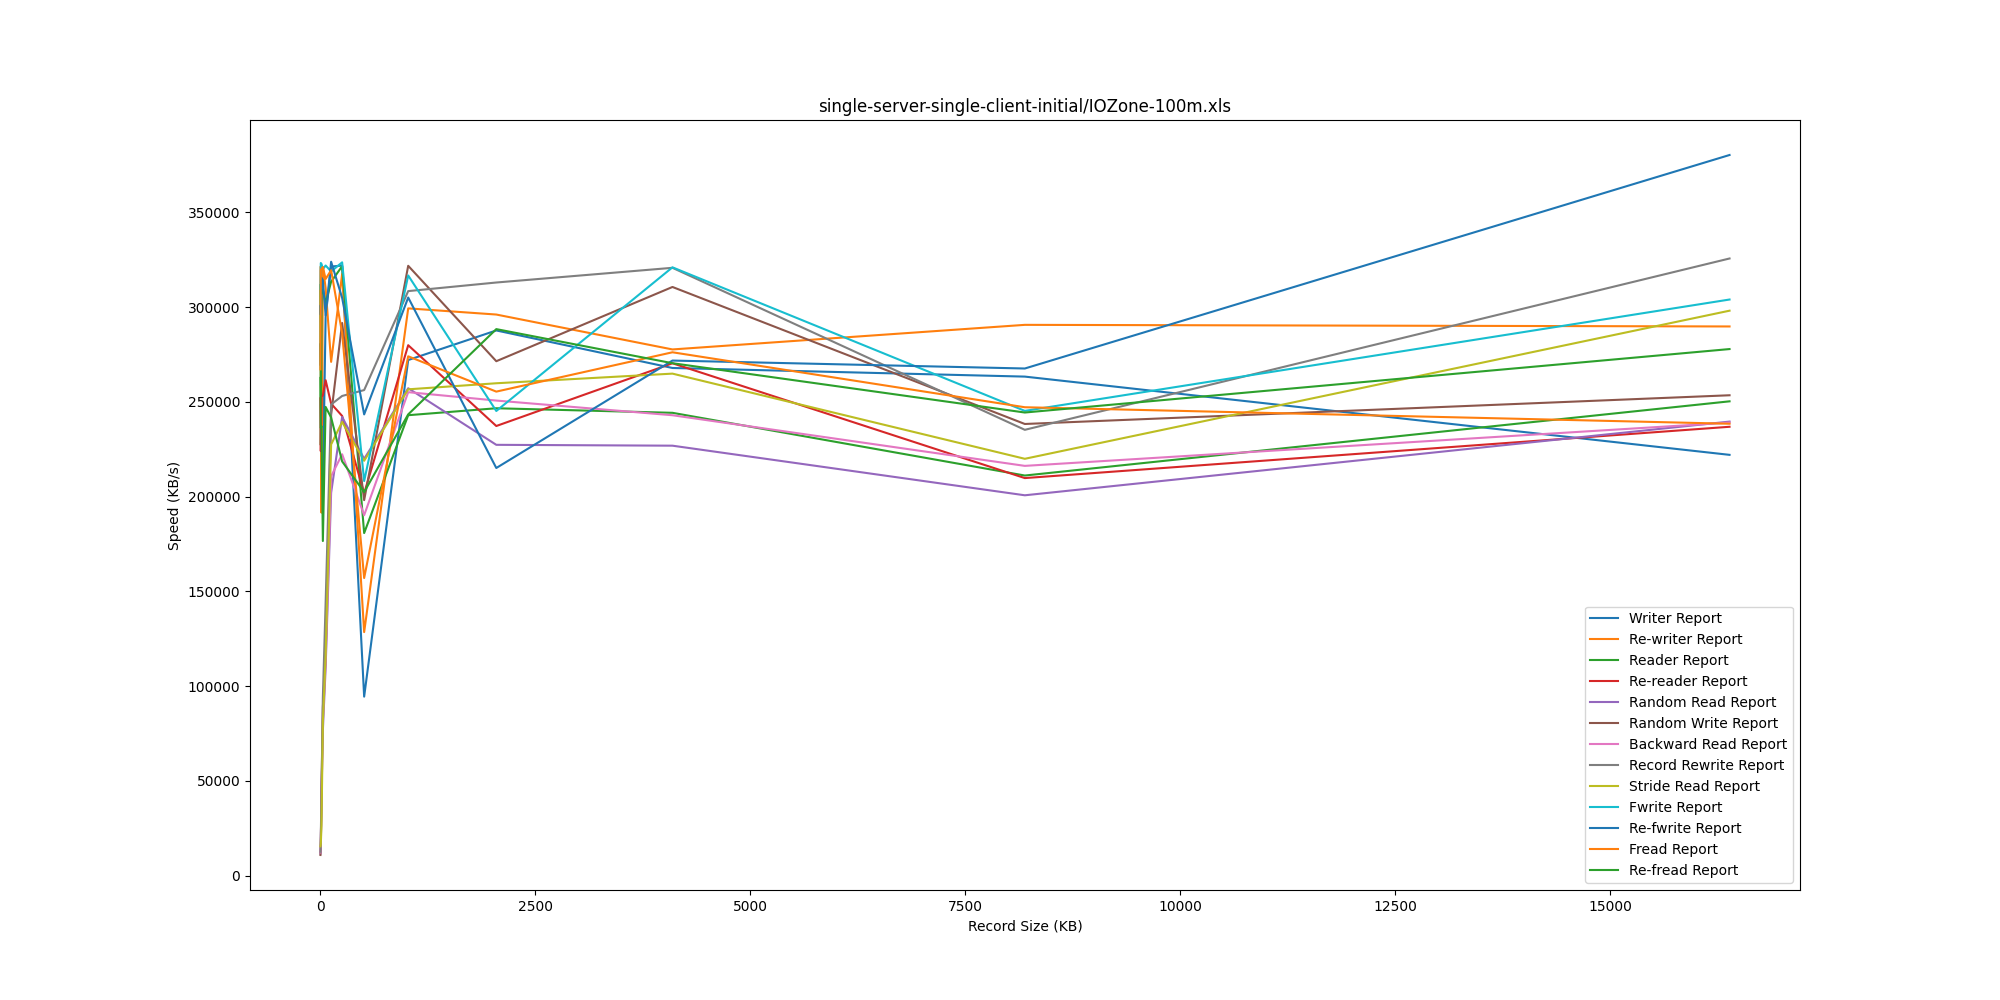 single-server-single-client-initial/IOZone-100m.xls
350000
300000
250000
200000
150000
100000
50000
0
Speed (KB/s)
0 2500 5000 7500 10000 12500 15000
Record Size (KB)
Writer Report
Re-writer Report
Reader Report
Re-reader Report
Random Read Report
Random Write Report
Backward Read Report
Record Rewrite Report
Stride Read Report
Fwrite Report
Re-fwrite Report
Fread Report
Re-fread Report